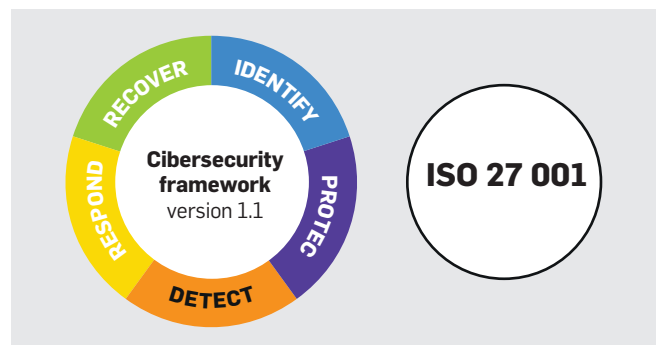 RECOVER
IDENTIFY
PROTEC
DETECT
RESPOND
Cibersecurity
framework
version 1.1
ISO 27 001